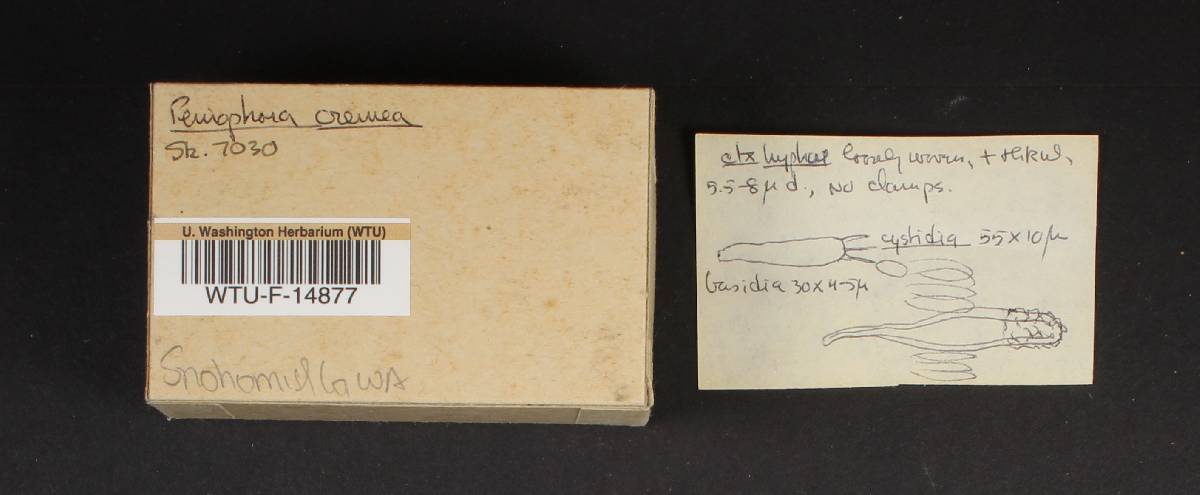 Peniophora cremea
Sk. 7030
U. Washington Herbarium (WTU)
WTU-F-14877
Snohomish Co WA
ctx hyphae loosely woven,
5.5-8µ d., no clamps.
cystidia 55 x 10µ
basidia 30 x 4-5µ